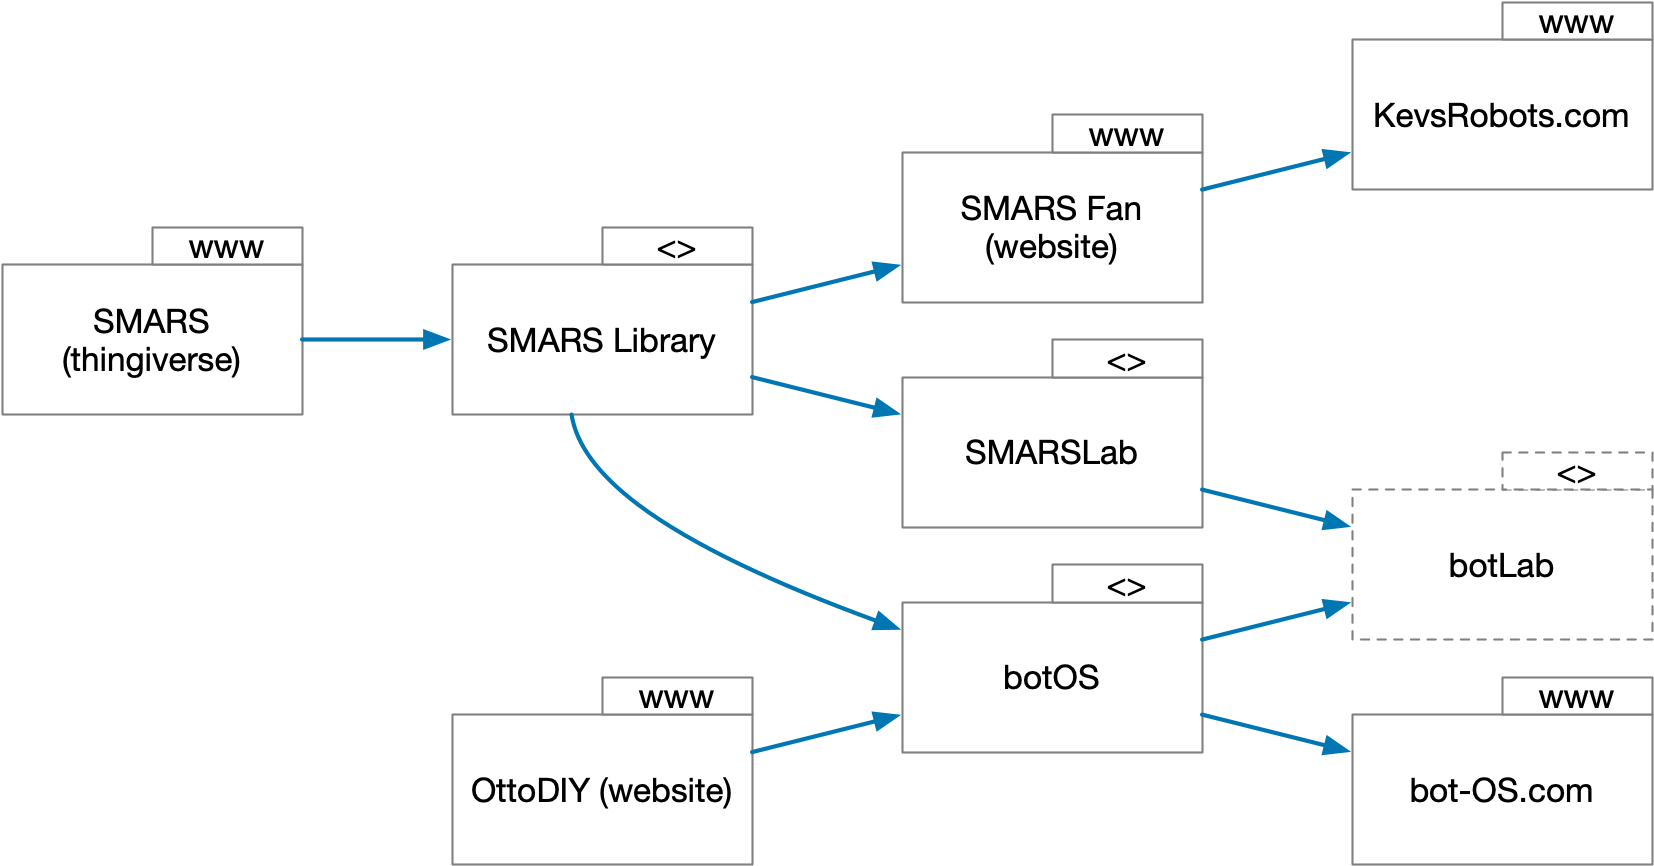 www
KevsRobots.com
www
SMARS Fan
(website)
www
SMARS
(thingiverse)
<>
SMARS Library
<>
SMARSLab
<>
botLab
<>
botOS
www
OttoDIY (website)
www
bot-OS.com